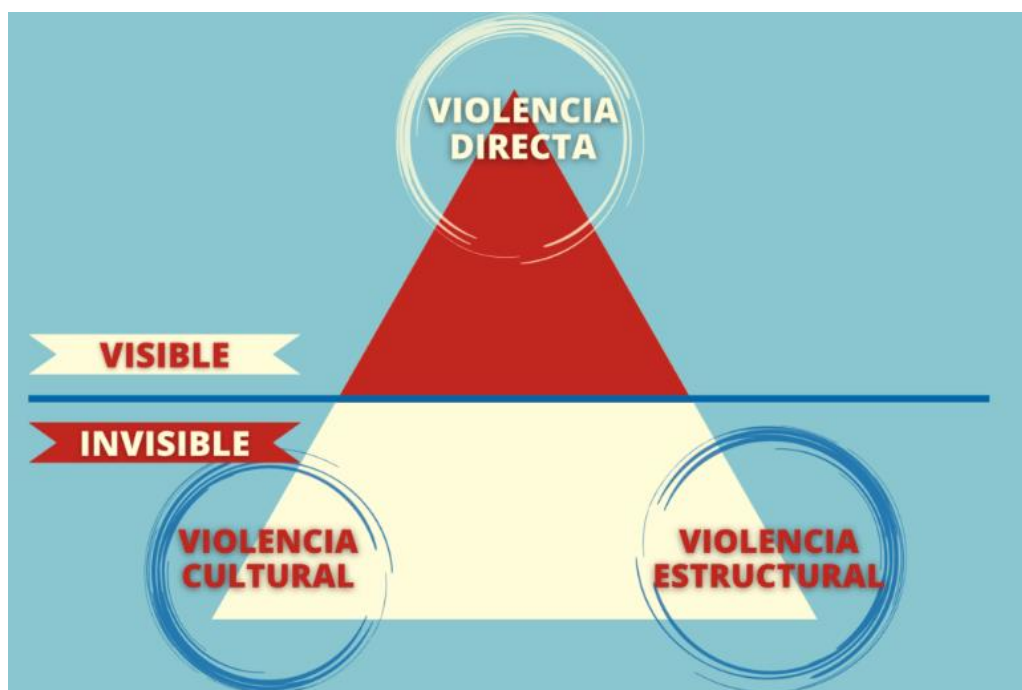 VIOLENCIA
DIRECTA
VISIBLE
INVISIBLE
VIOLENCIA
CULTURAL
VIOLENCIA
ESTRUCTURAL